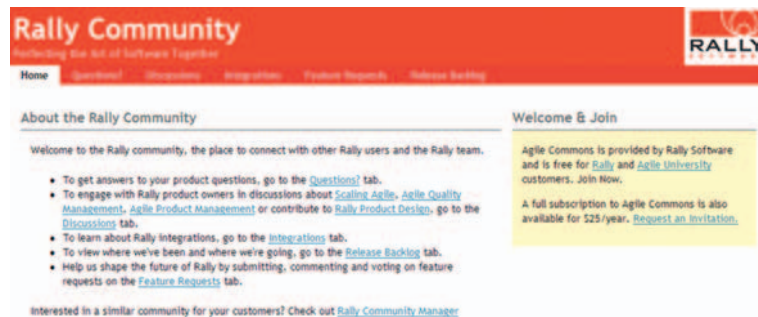 Rally Community
Perfecting the Art of Software Together
RALLY
SOFTWARE
Home Questions? Discussions Integrations Feature Requests Release Backlog
About the Rally Community
Welcome to the Rally community, the place to connect with other Rally users and the Rally team.
• To get answers to your product questions, go to the Questions? tab.
• To engage with Rally product owners in discussions about Scaling Agile, Agile Quality
Management, Agile Product Management or contribute to Rally Product Design, go to the
Discussions tab.
• To learn about Rally integrations, go to the Integrations tab.
• To view where we've been and where we're going, go to the Release Backlog tab.
• Help us shape the future of Rally by submitting, commenting and voting on feature
requests on the Feature Requests tab.
Interested in a similar community for your customers? Check out Rally Community Manager
Welcome & Join
Agile Commons is provided by Rally Software
and is free for Rally and Agile University
customers. Join Now.
A full subscription to Agile Commons is also
available for $25/year. Request an Invitation.